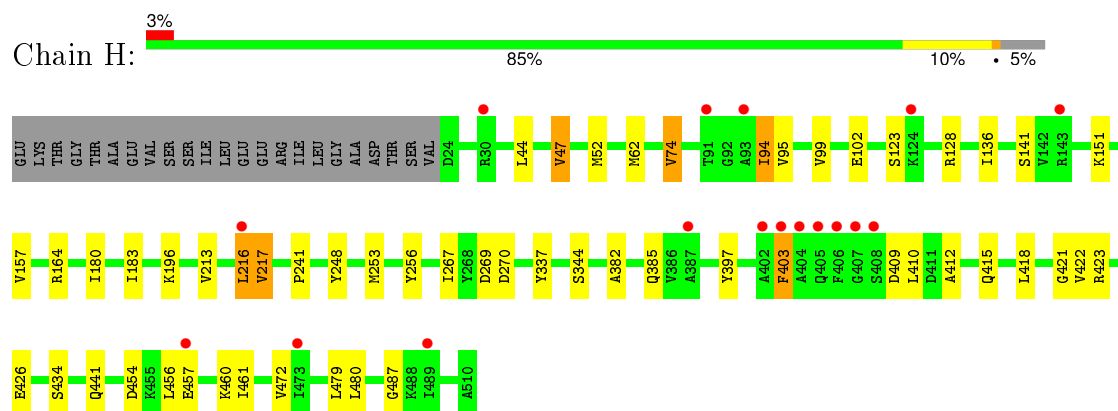 3%
Chain H:
85% 10% • 5%
GLU LYS THR GLY THR ALA GLU VAL SER SER ILE LEU GLU GLU ARG ILE LEU GLY ALA ASP THR SER VAL D24 R30 L44 V47 M52 M62 V74 T91 G92 A93 I94 V95 V99 E102 S123 K124 R128 I136 S141 V142 R143 K151
V157 R164 I180 I183 K196 V213 L216 V217 P241 Y248 M253 Y256 I267 Y268 D269 D270 Y337 S344 A382 Q385 V386 A387 Y397 A402 F403 A404 Q405 F406 G407 S408 D409 L410 D411 A412 Q415 L418 G421 V422 R423
E426 S434 Q441 D454 K455 L456 E457 K460 I461 V472 I473 L479 L480 G487 K488 I489 A510